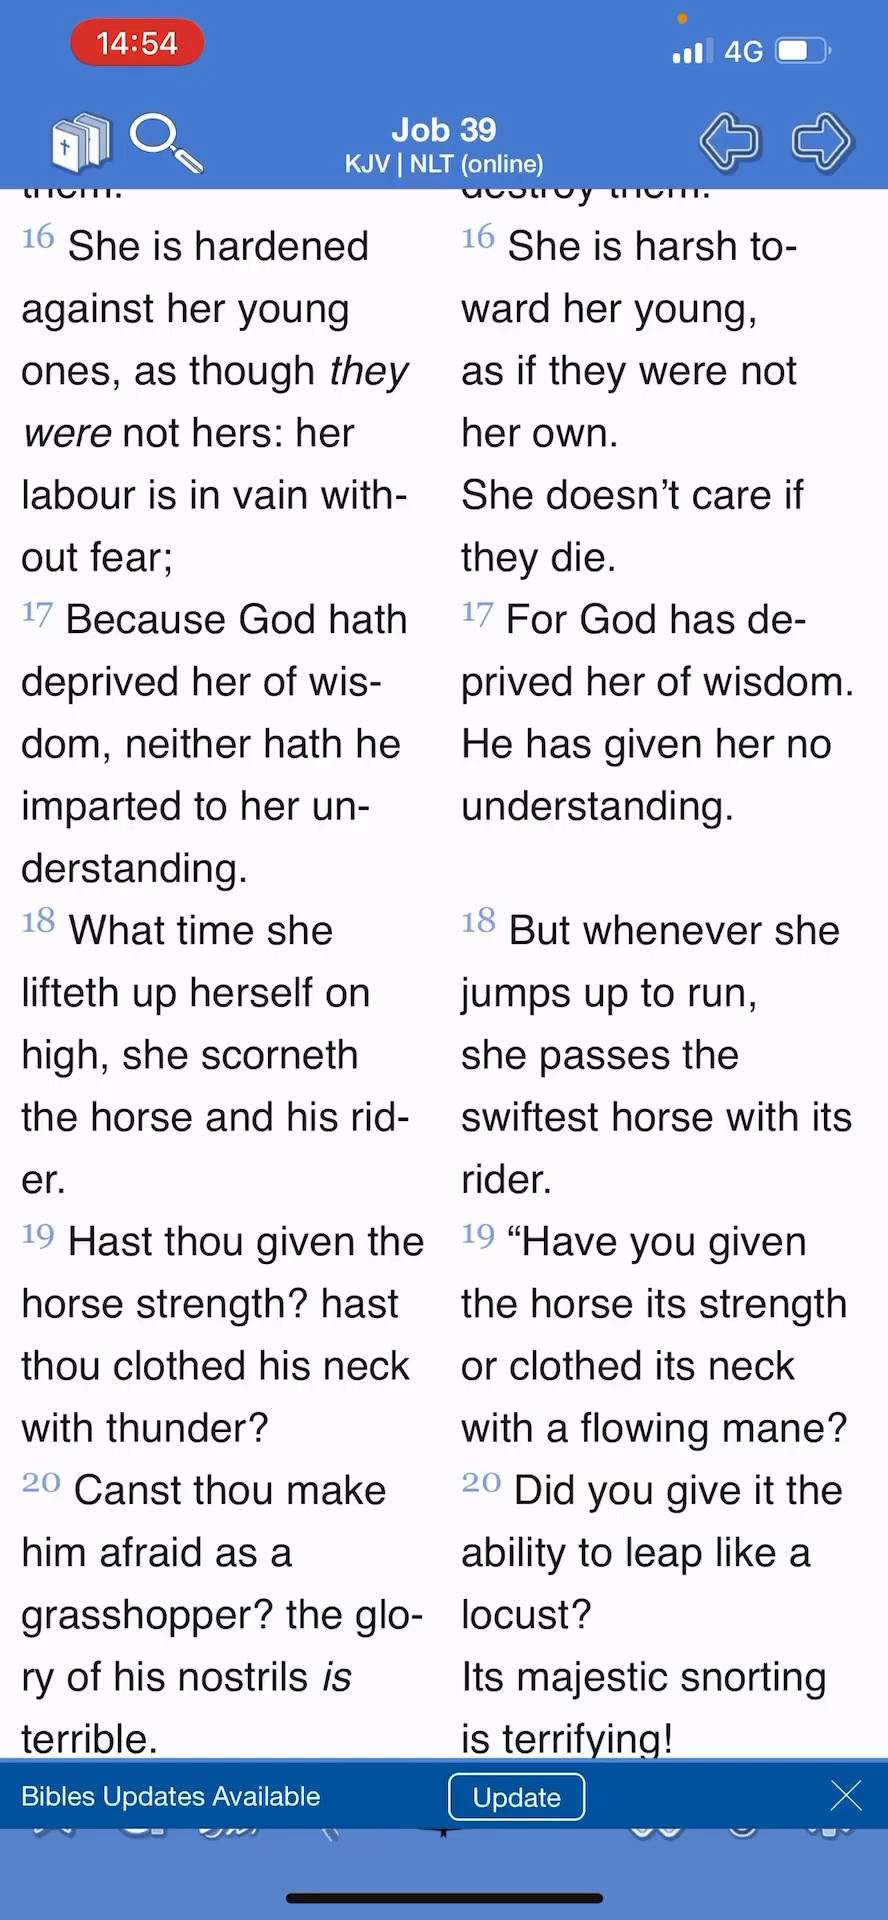 14:54
4G
Job 39
KJV | NLT (online)
them.
16 She is hardened
against her young
ones, as though they
were not hers: her
labour is in vain with-
out fear;
17 Because God hath
deprived her of wis-
dom, neither hath he
imparted to her un-
derstanding.
18 What time she
lifteth up herself on
high, she scorneth
the horse and his rid-
er.
19 Hast thou given the
horse strength? hast
thou clothed his neck
with thunder?
20 Canst thou make
him afraid as a
grasshopper? the glo-
ry of his nostrils is
terrible.
destroy them.
16 She is harsh to-
ward her young,
as if they were not
her own.
She doesn’t care if
they die.
17 For God has de-
prived her of wisdom.
He has given her no
understanding.
18 But whenever she
jumps up to run,
she passes the
swiftest horse with its
rider.
19 “Have you given
the horse its strength
or clothed its neck
with a flowing mane?
20 Did you give it the
ability to leap like a
locust?
Its majestic snorting
is terrifying!
Bibles Updates Available
Update